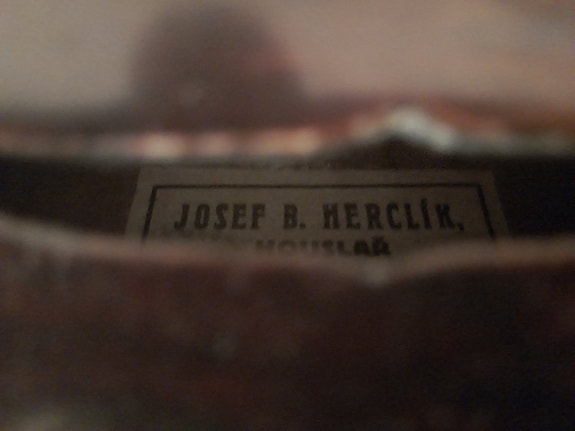 JOSEF B. HERCLÍK,
HOUSLAŘ